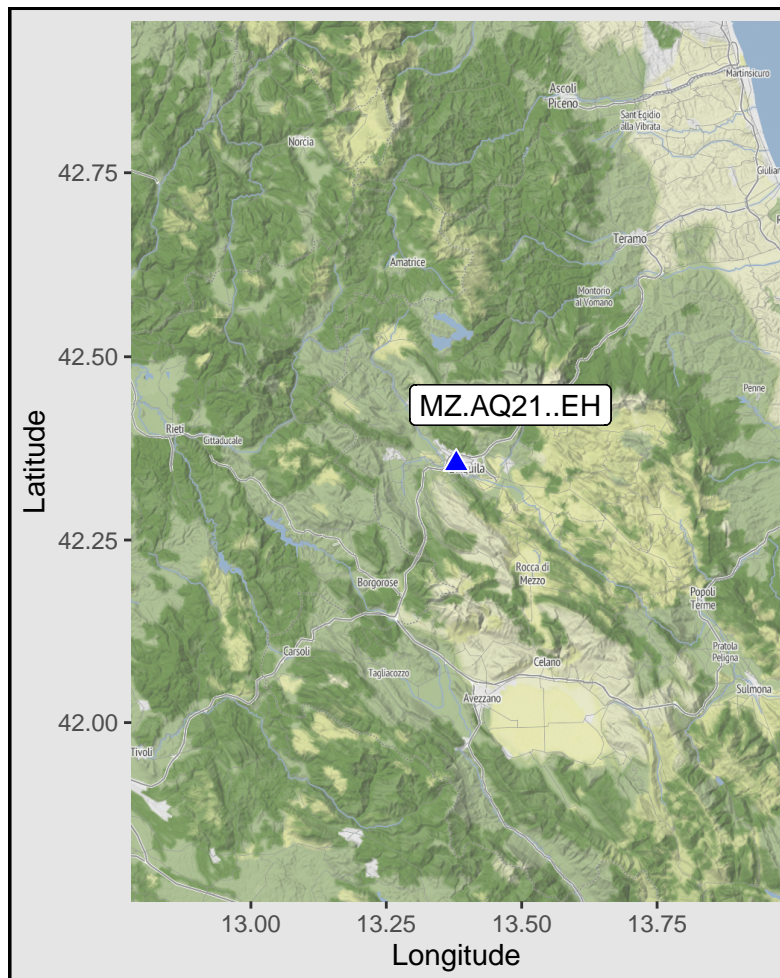 Martinsicuro
Ascoli
Piceno
Sant Egidio
alla Vibrata
Norcia
42.75
Giulian
Teramo
Amatrice
Montorio
al Vomano
42.50
Penne
MZ.AQ21..EH
Rieti
Cittaducale
Latitude
42.25
Rocca di
Mezzo
Borgorose
Popoli
Terme
Carsoli
Pratola
Peligna
Celano
Tagliacozzo
Sulmona
Avezzano
42.00
Tivoli
13.00
13.25
13.50
13.75
Longitude